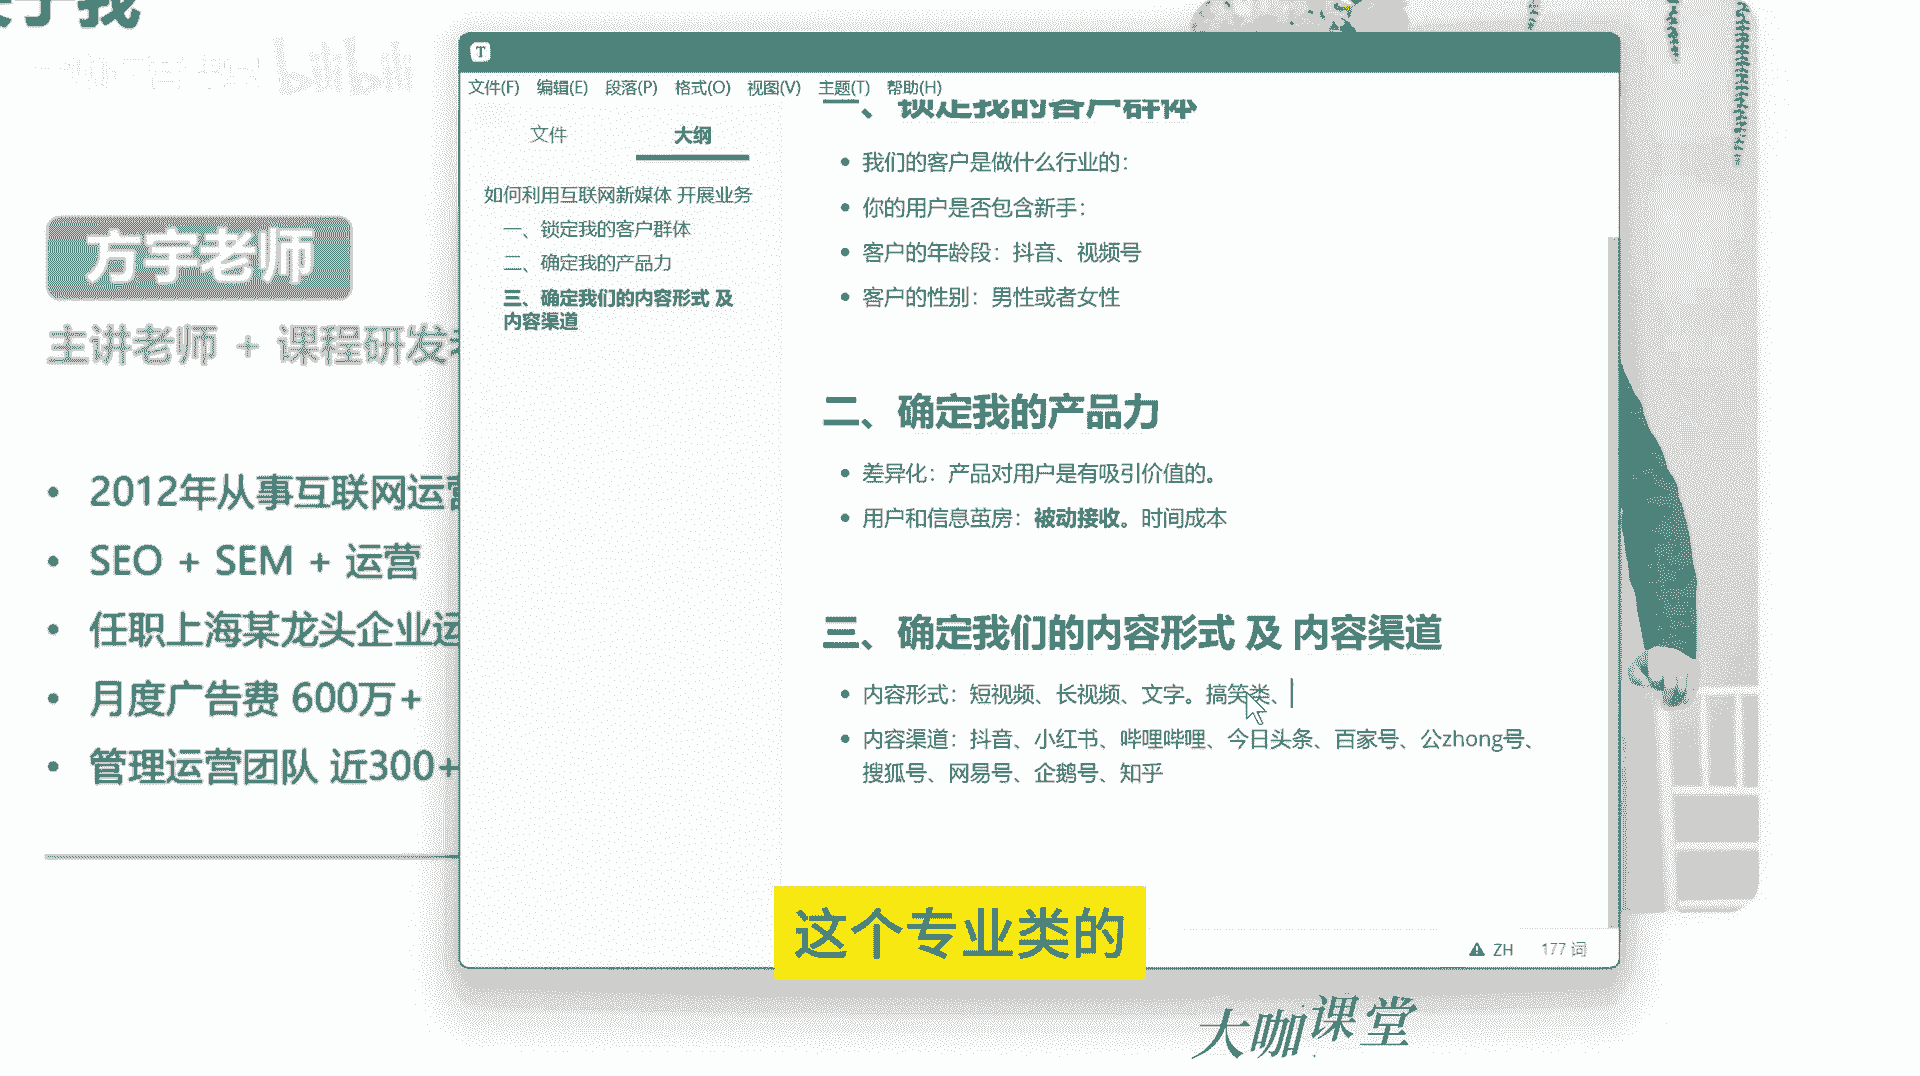 于我
bilibili
方宇老师
主讲老师 + 课程研发
• 2012年从事互联网运营
• SEO + SEM + 运营
• 任职上海某龙头企业运
• 月度广告费 600万+
• 管理运营团队 近300+
T
文件(F) 编辑(E) 段落(P) 格式(O) 视图(V) 主题(T) 帮助(H)
文件 大纲
如何利用互联网新媒体 开展业务
一、锁定我的客户群体
二、确定我的产品力
三、确定我们的内容形式 及
内容渠道
一、锁定我的客户群体
• 我们的客户是做什么行业的：
• 你的用户是否包含新手：
• 客户的年龄段：抖音、视频号
• 客户的性别：男性或者女性
二、确定我的产品力
• 差异化：产品对用户是有吸引价值的。
• 用户和信息茧房：被动接收。时间成本
三、确定我们的内容形式 及 内容渠道
• 内容形式：短视频、长视频、文字。搞笑类、
• 内容渠道：抖音、小红书、哔哩哔哩、今日头条、百家号、公zhong号、
搜狐号、网易号、企鹅号、知乎
这个专业类的
ZH 177 词
大咖课堂